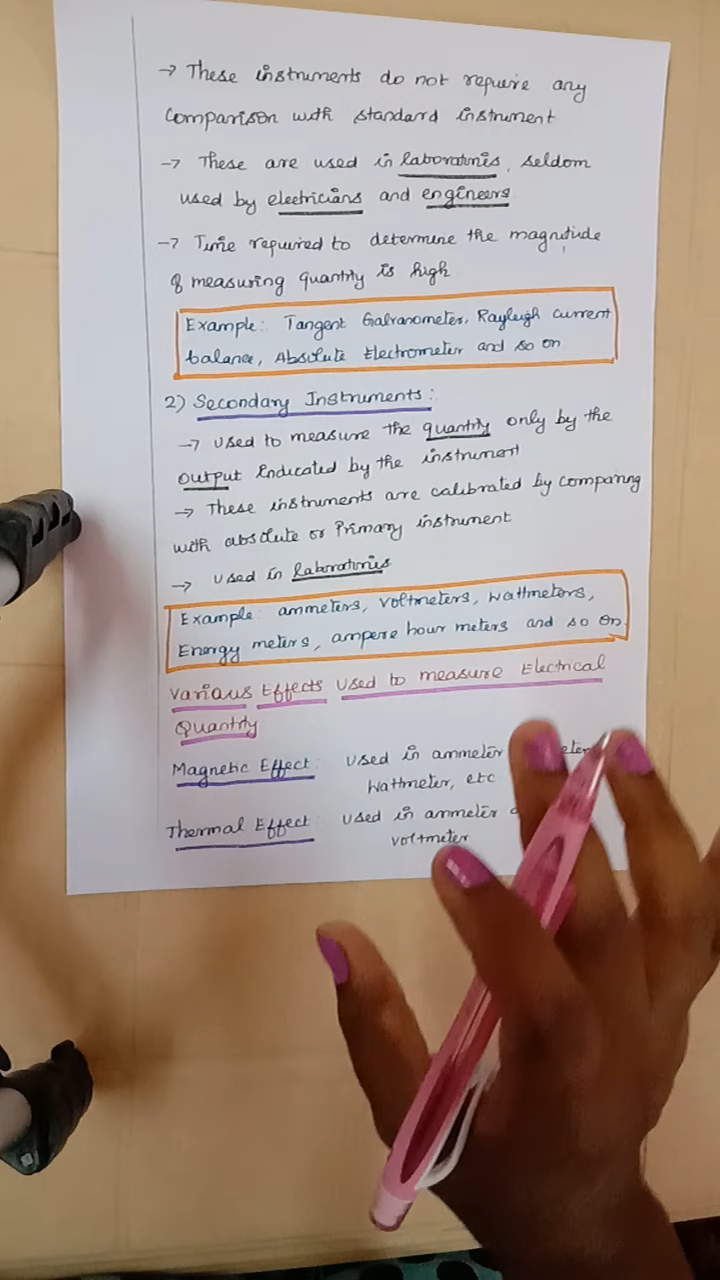 → These instruments do not require any
Comparison with standard instrument
→ These are used in laboratories, seldom
used by electricians and engineers
→ Time required to determine the magnitude
of measuring quantity is high
Example: Tangent Galvanometer, Rayleigh current
balance, Absolute Electrometer and so on
2) Secondary Instruments:
→ used to measure the quantity only by the
output indicated by the instrument
→ These instruments are calibrated by comparing
with absolute or Primary instrument
→ used in laboratories
Example: ammeters, voltmeters, wattmeters,
Energy meters, ampere hour meters and so on.
Various Effects Used to measure Electrical
Quantity
Magnetic Effect: used in ammeter
wattmeter, etc
Thermal Effect: used in ammeter
voltmeter